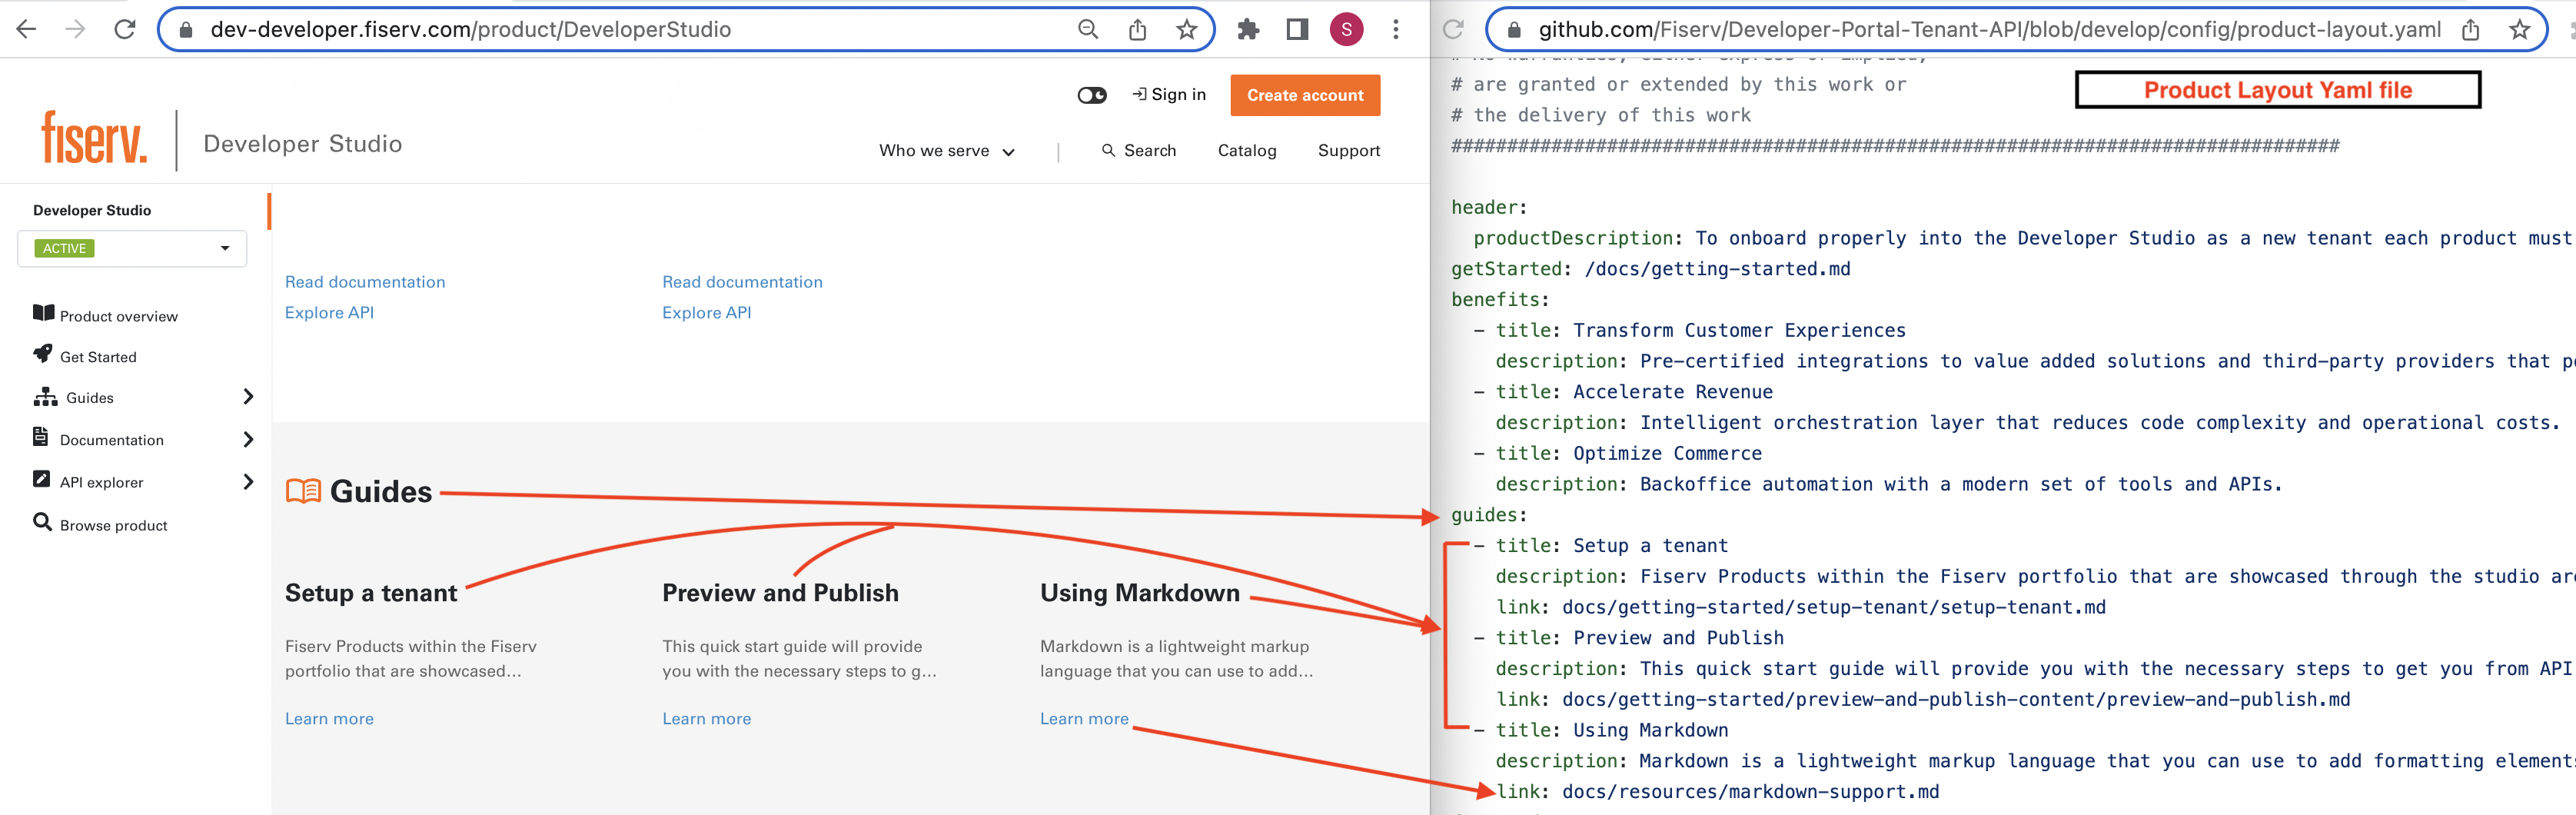 dev-developer.fiserv.com/product/DeveloperStudio
S
Sign in
Create account
fiserv.
Developer Studio
Who we serve
Search
Catalog
Support
Developer Studio
ACTIVE
Product overview
Get Started
Guides
Documentation
API explorer
Browse product
Read documentation
Explore API
Read documentation
Explore API
Guides
Setup a tenant
Fiserv Products within the Fiserv
portfolio that are showcased...
Learn more
Preview and Publish
This quick start guide will provide
you with the necessary steps to g...
Learn more
Using Markdown
Markdown is a lightweight markup
language that you can use to add...
Learn more
github.com/Fiserv/Developer-Portal-Tenant-API/blob/develop/config/product-layout.yaml
Product Layout Yaml file
# No warranties, either express or implied,
# are granted or extended by this work or
# the delivery of this work
################################################################################
header:
productDescription: To onboard properly into the Developer Studio as a new tenant each product must
getStarted: /docs/getting-started.md
benefits:
- title: Transform Customer Experiences
description: Pre-certified integrations to value added solutions and third-party providers that
- title: Accelerate Revenue
description: Intelligent orchestration layer that reduces code complexity and operational costs.
- title: Optimize Commerce
description: Backoffice automation with a modern set of tools and APIs.
guides:
- title: Setup a tenant
description: Fiserv Products within the Fiserv portfolio that are showcased through the studio
link: docs/getting-started/setup-tenant/setup-tenant.md
- title: Preview and Publish
description: This quick start guide will provide you with the necessary steps to get you from API
link: docs/getting-started/preview-and-publish-content/preview-and-publish.md
- title: Using Markdown
description: Markdown is a lightweight markup language that you can use to add formatting
link: docs/resources/markdown-support.md